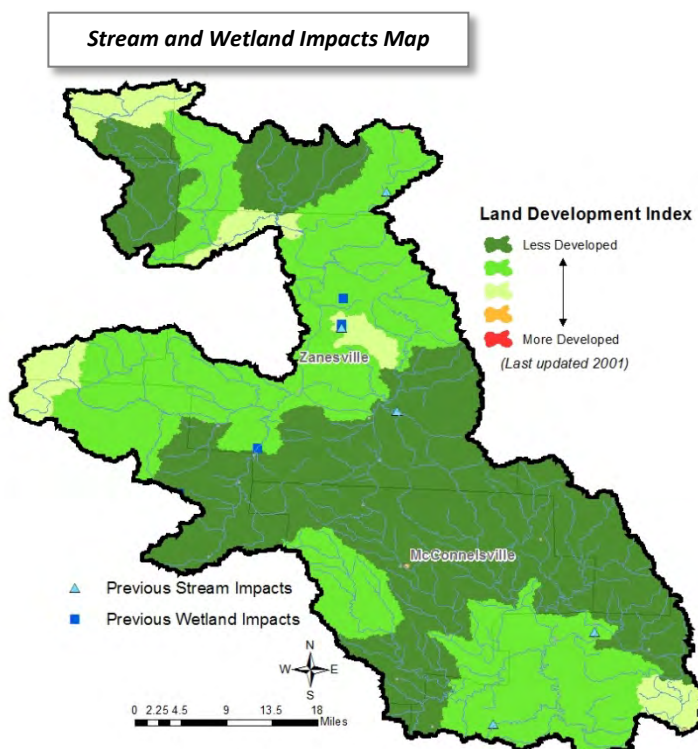 Stream and Wetland Impacts Map
Land Development Index
Less Developed
More Developed
(Last updated 2001)
Zanesville
McConnelsville
Previous Stream Impacts
Previous Wetland Impacts
N
W E
S
0 2.25 4.5 9 13.5 18
Miles